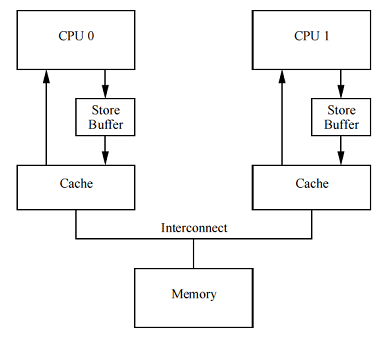 CPU 0
CPU 1
Store
Buffer
Store
Buffer
Cache
Cache
Interconnect
Memory